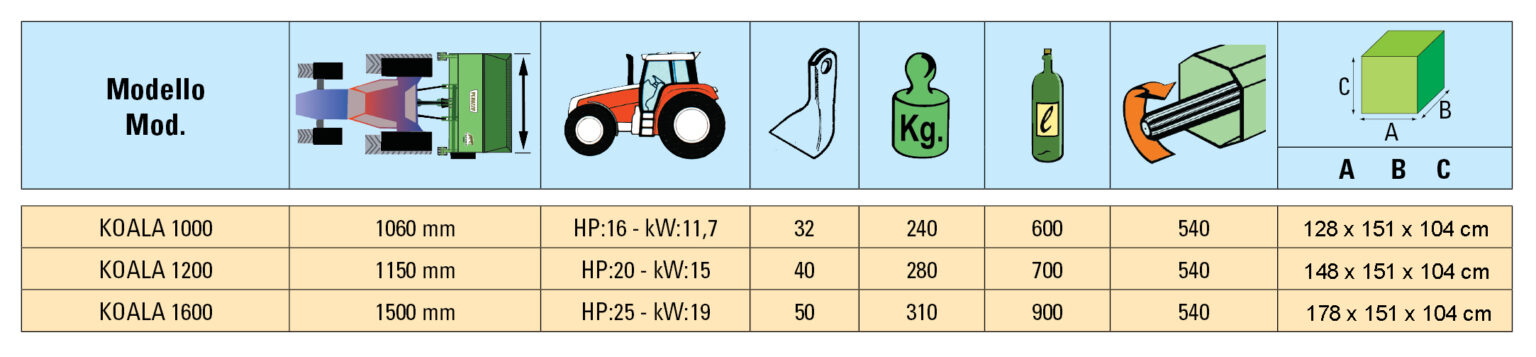 Modello
Mod.
Kg.
l
C
B
A
A B C
KOALA 1000 1060 mm HP:16 - kW:11,7 32 240 600 540 128 x 151 x 104 cm
KOALA 1200 1150 mm HP:20 - kW:15 40 280 700 540 148 x 151 x 104 cm
KOALA 1600 1500 mm HP:25 - kW:19 50 310 900 540 178 x 151 x 104 cm